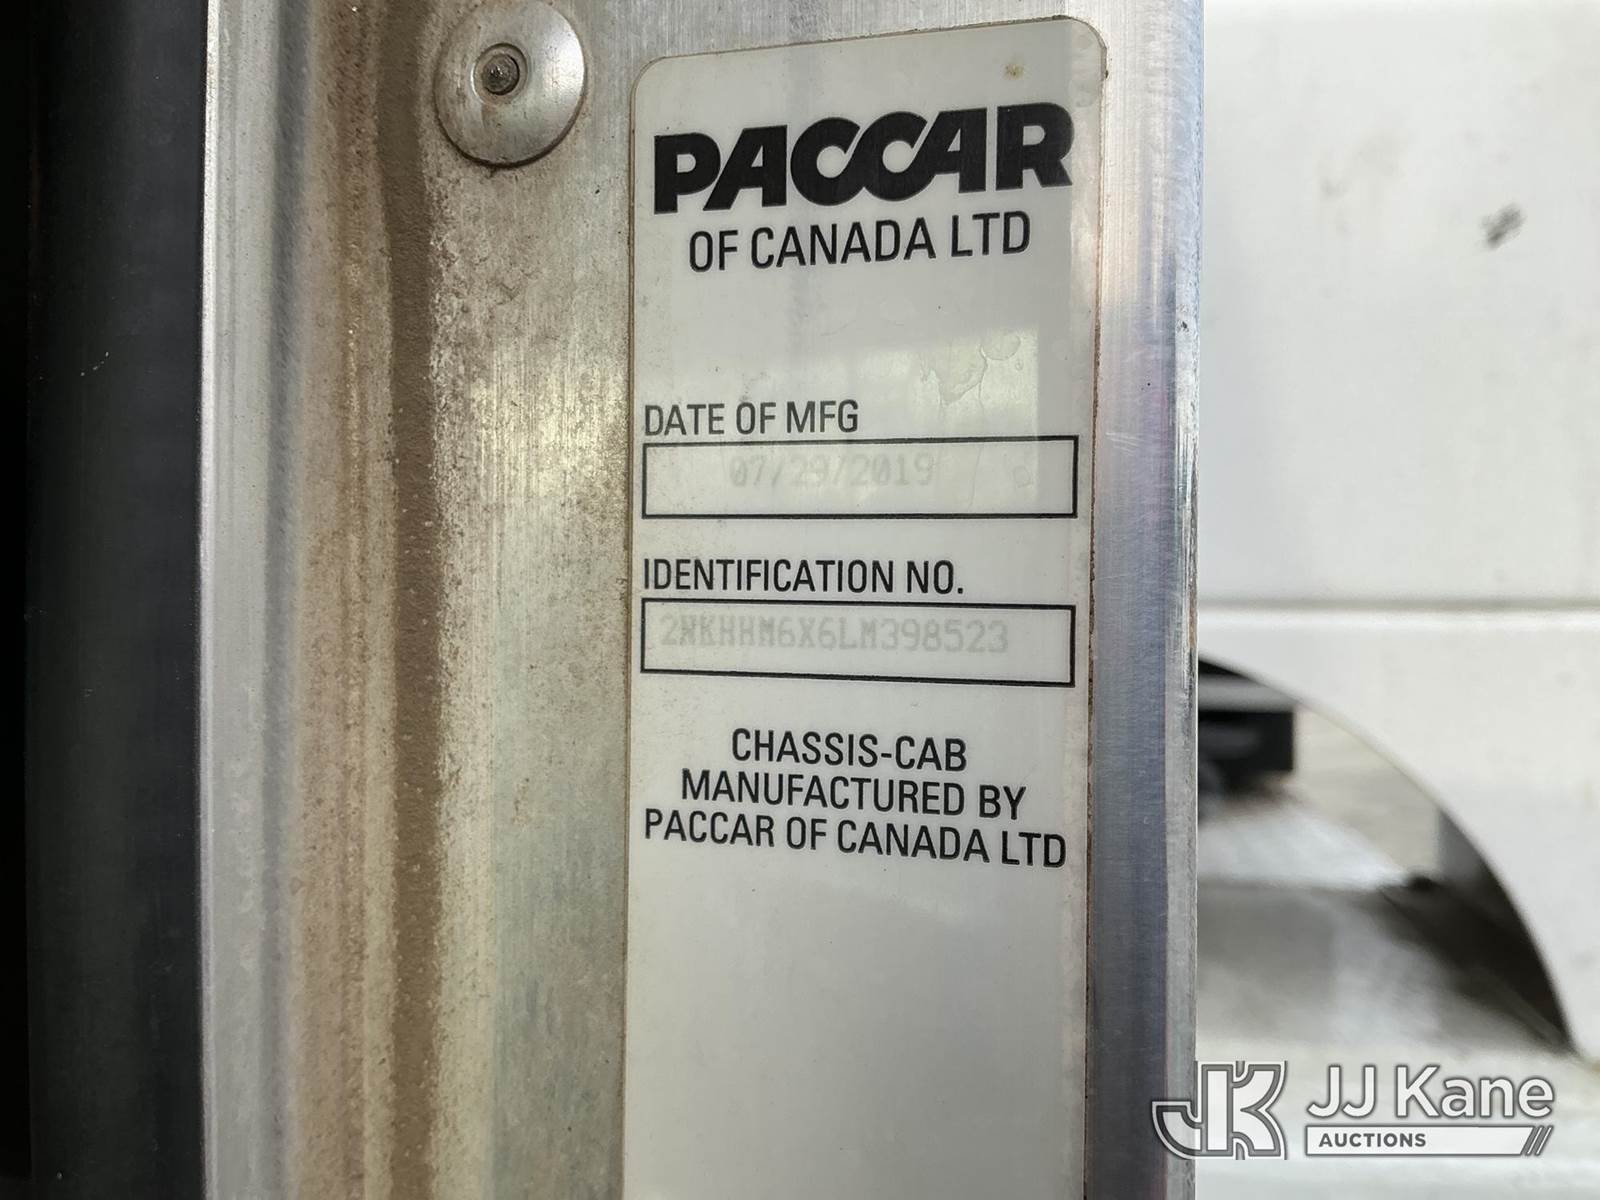 PACCAR
OF CANADA LTD
DATE OF MFG
07/29/2019
IDENTIFICATION NO.
2NKHHM6X6LM398523
CHASSIS-CAB
MANUFACTURED BY
PACCAR OF CANADA LTD
JK JJ Kane
AUCTIONS